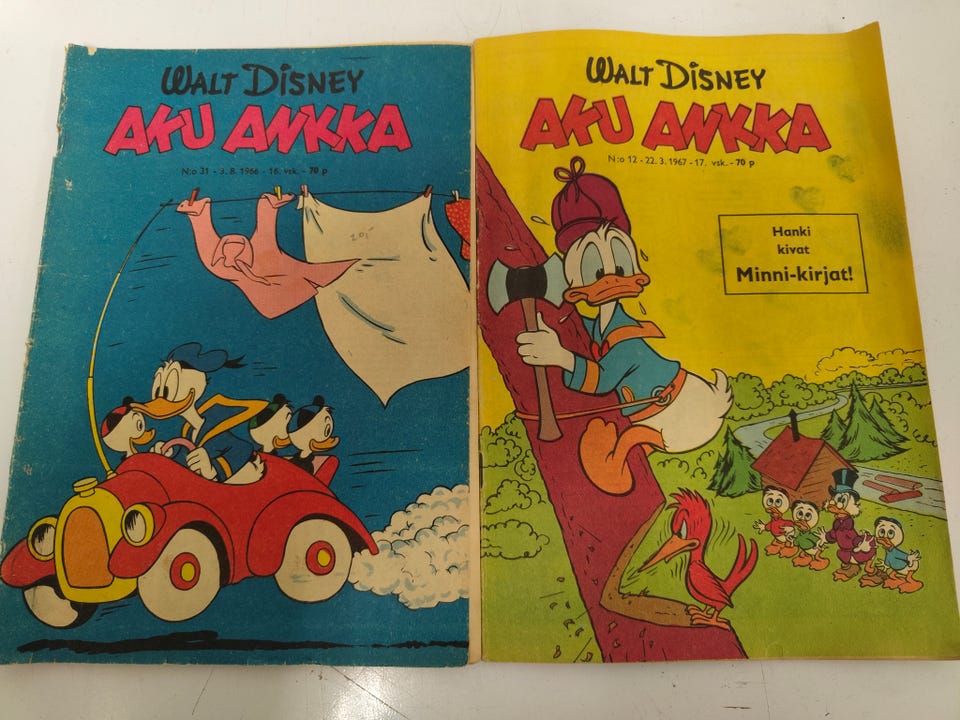 WALT DISNEY
AKU ANKKA
N:o 31 - 3. 8. 1966 - 16. vsk. - 70 p
WALT DISNEY
AKU ANKKA
N:o 12 - 22. 3. 1967 - 17. vsk. - 70 p
Hanki
kivat
Minni-kirjat!